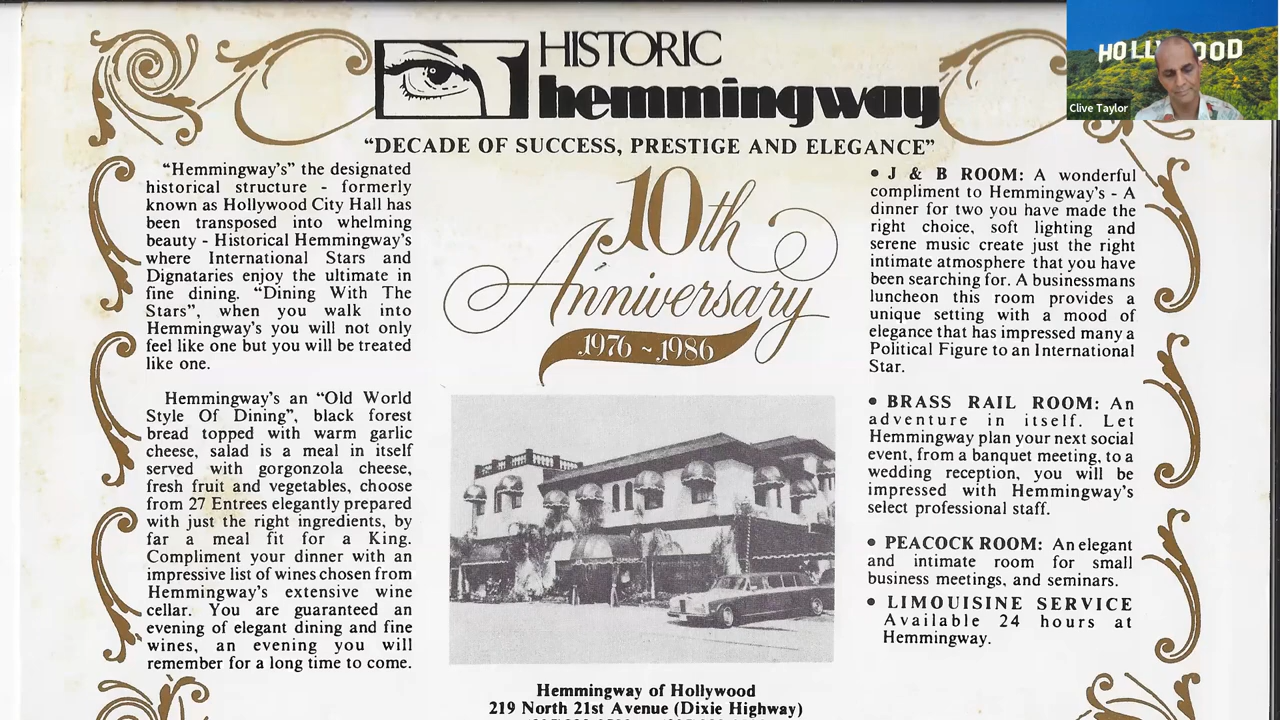 HISTORIC
hemmingway
"DECADE OF SUCCESS, PRESTIGE AND ELEGANCE"
"Hemmingway's" the designated
historical structure - formerly
known as Hollywood City Hall has
been transposed into whelming
beauty - Historical Hemmingway's
where International Stars and
Dignataries enjoy the ultimate in
fine dining. "Dining With The
Stars", when you walk into
Hemmingway's you will not only
feel like one but you will be treated
like one.
Hemmingway's an "Old World
Style Of Dining", black forest
bread topped with warm garlic
cheese, salad is a meal in itself
served with gorgonzola cheese,
fresh fruit and vegetables, choose
from 27 Entrees elegantly prepared
with just the right ingredients, by
far a meal fit for a King.
Compliment your dinner with an
impressive list of wines chosen from
Hemmingway's extensive wine
cellar. You are guaranteed an
evening of elegant dining and fine
wines, an evening you will
remember for a long time to come.
10th
Anniversary
1976 ~ 1986
Hemmingway of Hollywood
219 North 21st Avenue (Dixie Highway)
• J & B ROOM: A wonderful
compliment to Hemmingway's - A
dinner for two you have made the
right choice, soft lighting and
serene music create just the right
intimate atmosphere that you have
been searching for. A businessmans
luncheon this room provides a
unique setting with a mood of
elegance that has impressed many a
Political Figure to an International
Star.
• BRASS RAIL ROOM: An
adventure in itself. Let
Hemmingway plan your next social
event, from a banquet meeting, to a
wedding reception, you will be
impressed with Hemmingway's
select professional staff.
• PEACOCK ROOM: An elegant
and intimate room for small
business meetings, and seminars.
• LIMOUISINE SERVICE
Available 24 hours at
Hemmingway.
HOLLYWOOD
Clive Taylor